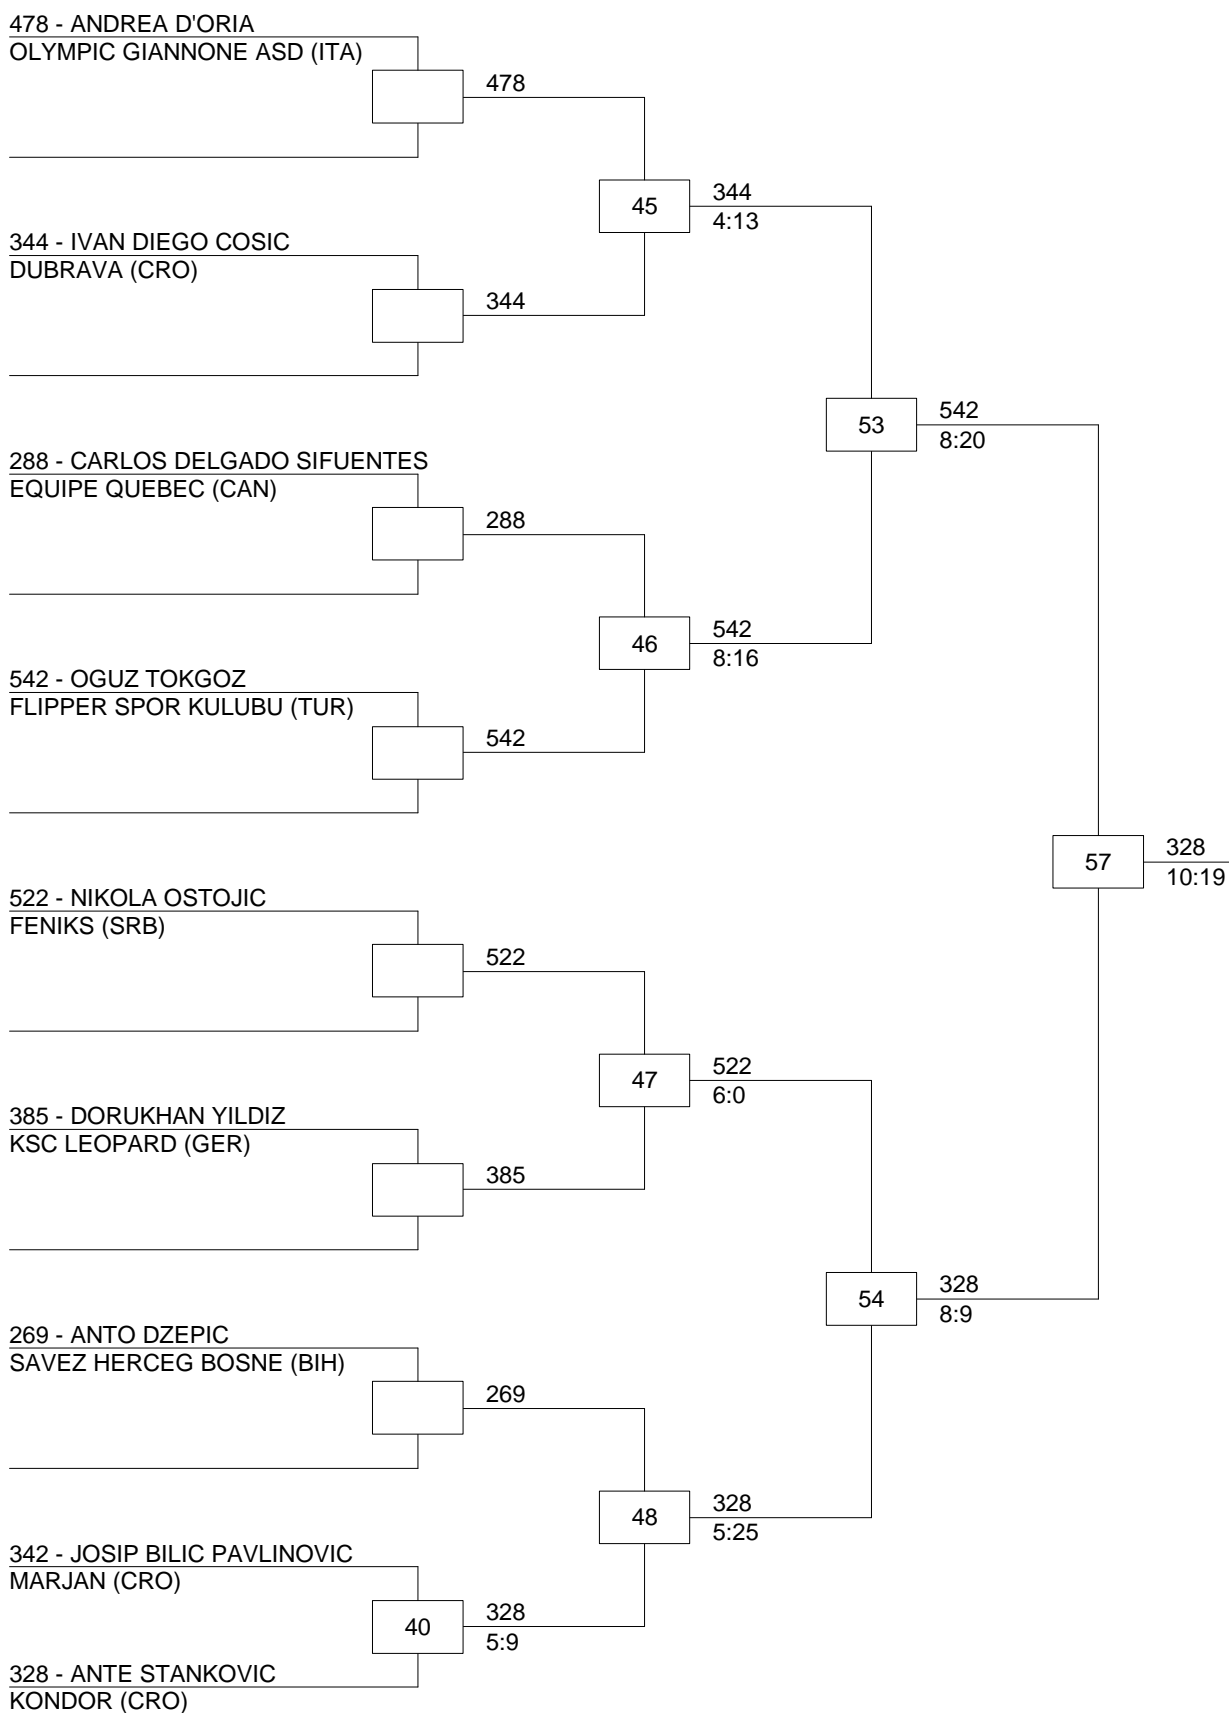 478 - ANDREA D'ORIA
OLYMPIC GIANNONE ASD (ITA)
478
45
344
4:13
344 - IVAN DIEGO COSIC
DUBRAVA (CRO)
344
53
542
8:20
288 - CARLOS DELGADO SIFUENTES
EQUIPE QUEBEC (CAN)
288
46
542
8:16
542 - OGUZ TOKGOZ
FLIPPER SPOR KULUBU (TUR)
542
57
328
10:19
522 - NIKOLA OSTOJIC
FENIKS (SRB)
522
47
522
6:0
385 - DORUKHAN YILDIZ
KSC LEOPARD (GER)
385
54
328
8:9
269 - ANTO DZEPIC
SAVEZ HERCEG BOSNE (BIH)
269
48
328
5:25
342 - JOSIP BILIC PAVLINOVIC
MARJAN (CRO)
40
328
5:9
328 - ANTE STANKOVIC
KONDOR (CRO)